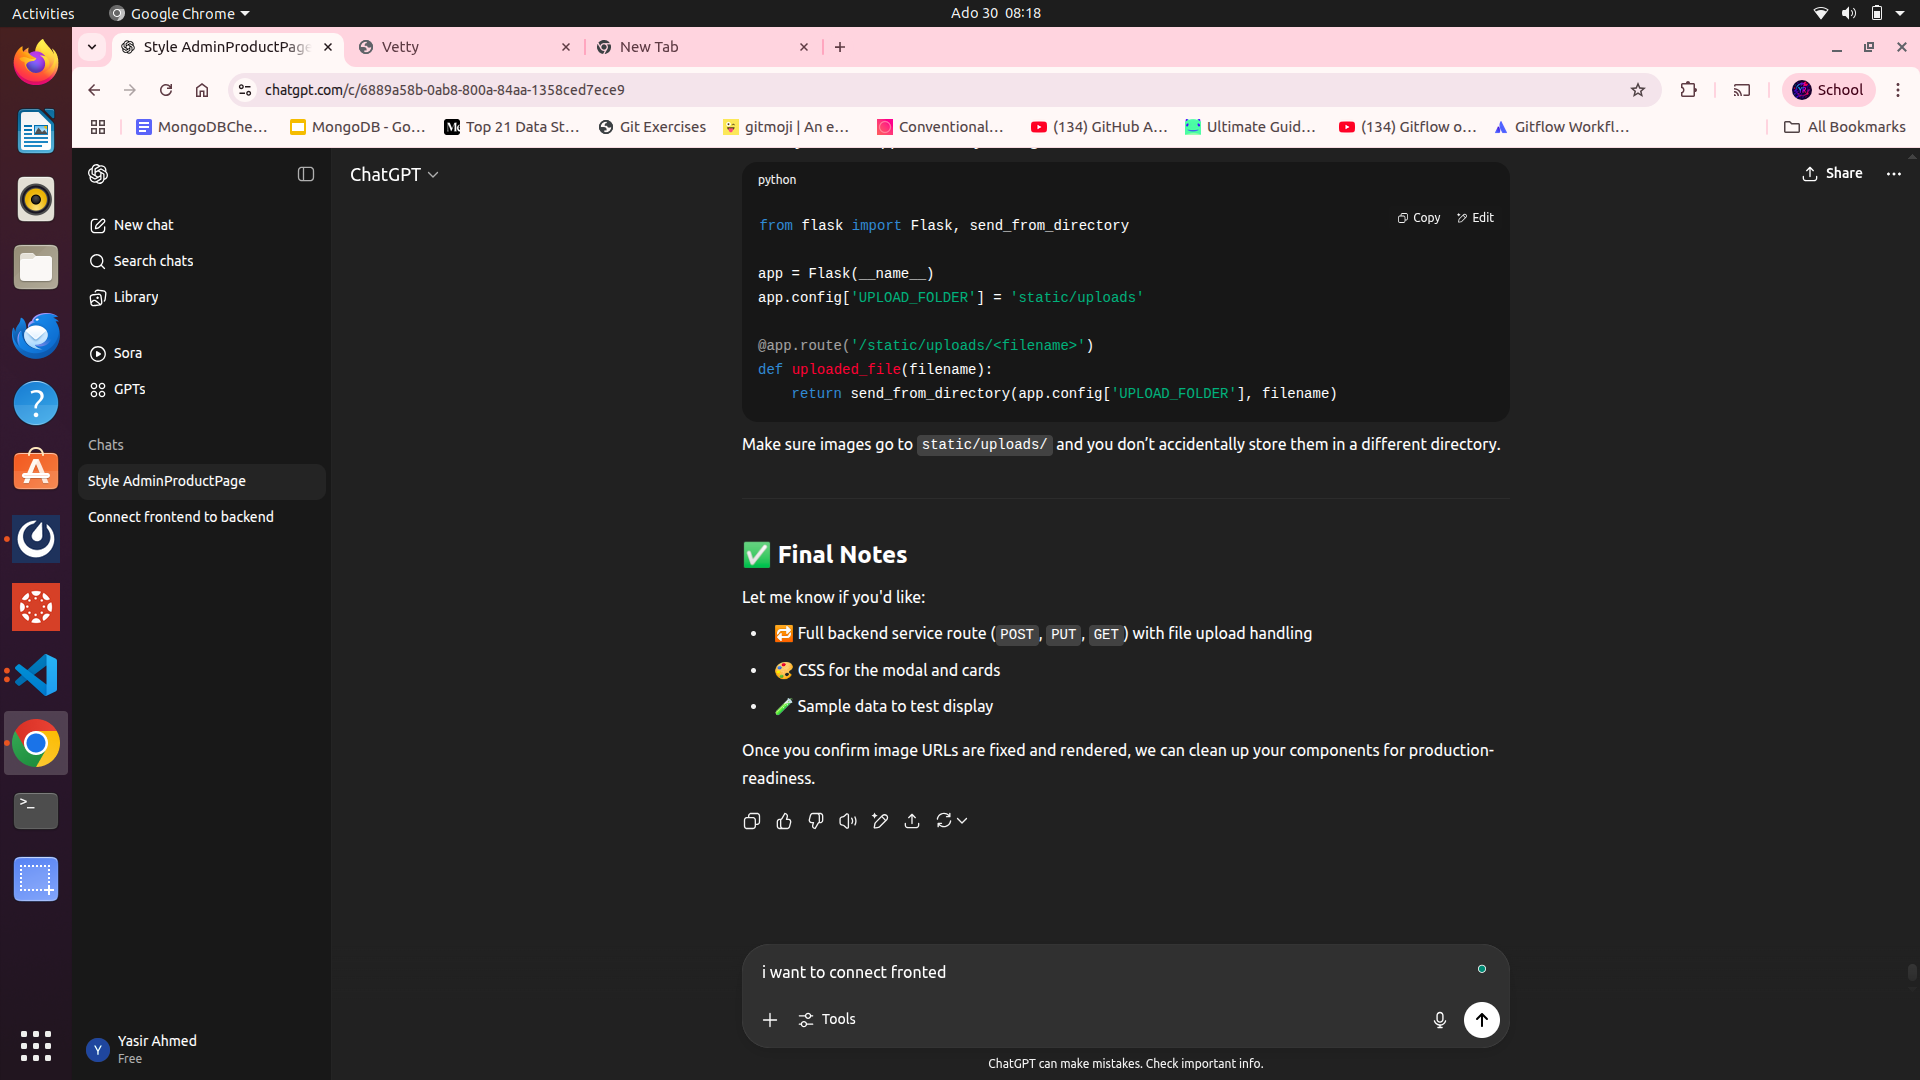 Activities
Google Chrome
Ado 30 08:18
Style AdminProductPage
Vetty
New Tab
chatgpt.com/c/6889a58b-0ab8-800a-84aa-1358ced7ece9
School
MongoDBChe...
MongoDB - Go...
Top 21 Data St...
Git Exercises
gitmoji | An e...
Conventional...
(134) GitHub A...
Ultimate Guid...
(134) Gitflow o...
Gitflow Workfl...
All Bookmarks
ChatGPT
Share
New chat
Search chats
Library
Sora
GPTs
Chats
Style AdminProductPage
Connect frontend to backend
Yasir Ahmed
Y
Free
python
Copy
Edit
from flask import Flask, send_from_directory
app = Flask(__name__)
app.config['UPLOAD_FOLDER'] = 'static/uploads'
@app.route('/static/uploads/<filename>')
def uploaded_file(filename):
return send_from_directory(app.config['UPLOAD_FOLDER'], filename)
Make sure images go to static/uploads/ and you don’t accidentally store them in a different directory.
✅ Final Notes
Let me know if you'd like:
• 🔁 Full backend service route (POST, PUT, GET) with file upload handling
• 🎨 CSS for the modal and cards
• 🧪 Sample data to test display
Once you confirm image URLs are fixed and rendered, we can clean up your components for production-
readiness.
i want to connect fronted
Tools
ChatGPT can make mistakes. Check important info.